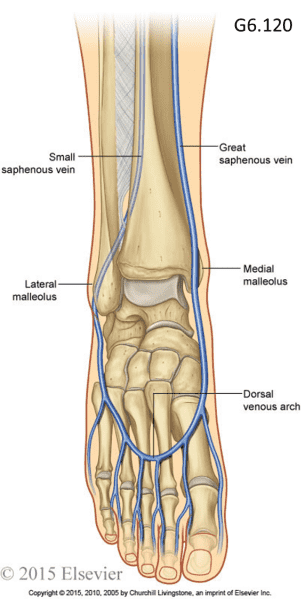 G6.120
Small
saphenous vein
Great
saphenous vein
Lateral
malleolus
Medial
malleolus
Dorsal
venous arch
© 2015 Elsevier
Copyright © 2015, 2010, 2005 by Churchill Livingstone, an imprint of Elsevier Inc.